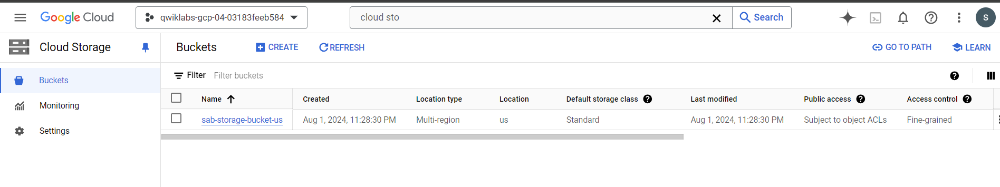 Google Cloud
qwiklabs-gcp-04-03183feeb584
cloud sto
Search
S
Cloud Storage
Buckets
CREATE
REFRESH
GO TO PATH
LEARN
Buckets
Monitoring
Settings
Filter Filter buckets
Name Created Location type Location Default storage class Last modified Public access Access control
sab-storage-bucket-us Aug 1, 2024, 11:28:30 PM Multi-region us Standard Aug 1, 2024, 11:28:30 PM Subject to object ACLs Fine-grained